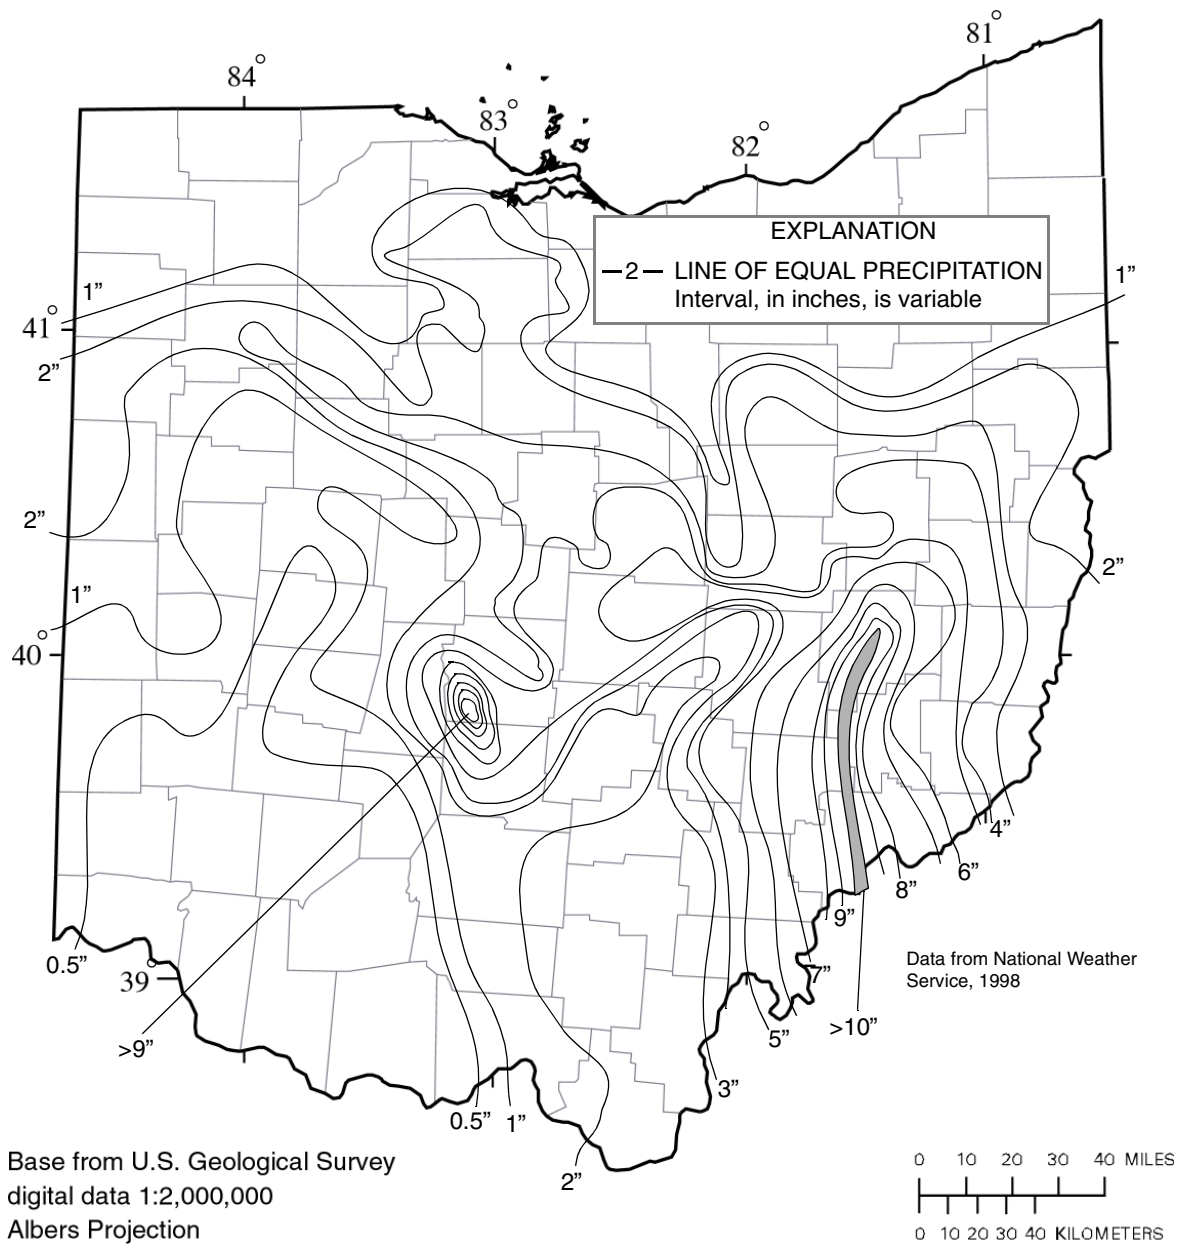 81°
84°
83°
82°
EXPLANATION
—2— LINE OF EQUAL PRECIPITATION
Interval, in inches, is variable
1”
1”
41°
2”
2”
2”
1”
40°
4”
6”
8”
9”
0.5”
39°
7”
Data from National Weather
Service, 1998
>9”
5”
>10”
3”
0.5”
1”
2”
Base from U.S. Geological Survey
digital data 1:2,000,000
Albers Projection
0 10 20 30 40 MILES
0 10 20 30 40 KILOMETERS